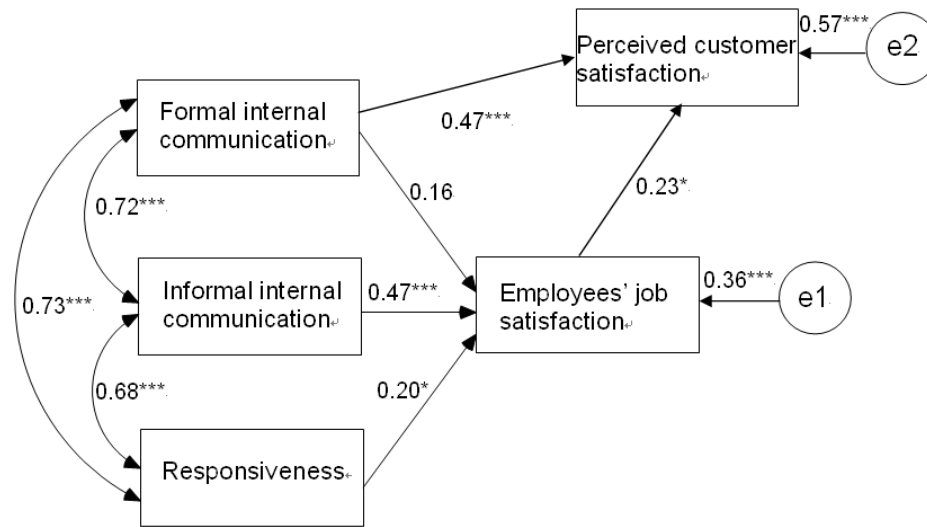 Perceived customer
satisfaction
0.57***
e2
Formal internal
communication
0.47***
0.16
0.72***
0.23*
Informal internal
communication
0.47***
Employees' job
satisfaction
0.36***
e1
0.73***
0.68***
0.20*
Responsiveness